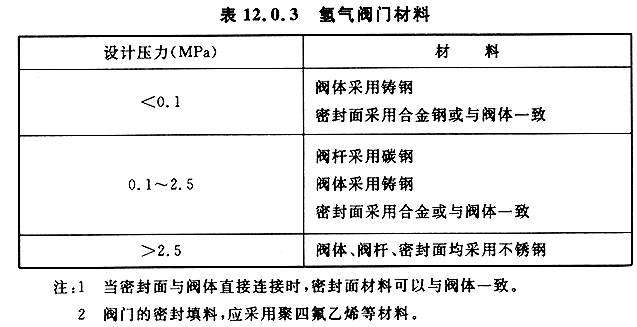 表 12.0.3 氢气阀门材料
设计压力(MPa) 材 料
<0.1
阀体采用铸钢
密封面采用合金钢或与阀体一致
0.1～2.5
阀杆采用碳钢
阀体采用铸钢
密封面采用合金或与阀体一致
>2.5 阀体、阀杆、密封面均采用不锈钢
注:1 当密封面与阀体直接连接时,密封面材料可以与阀体一致。
2 阀门的密封填料,应采用聚四氟乙烯等材料。